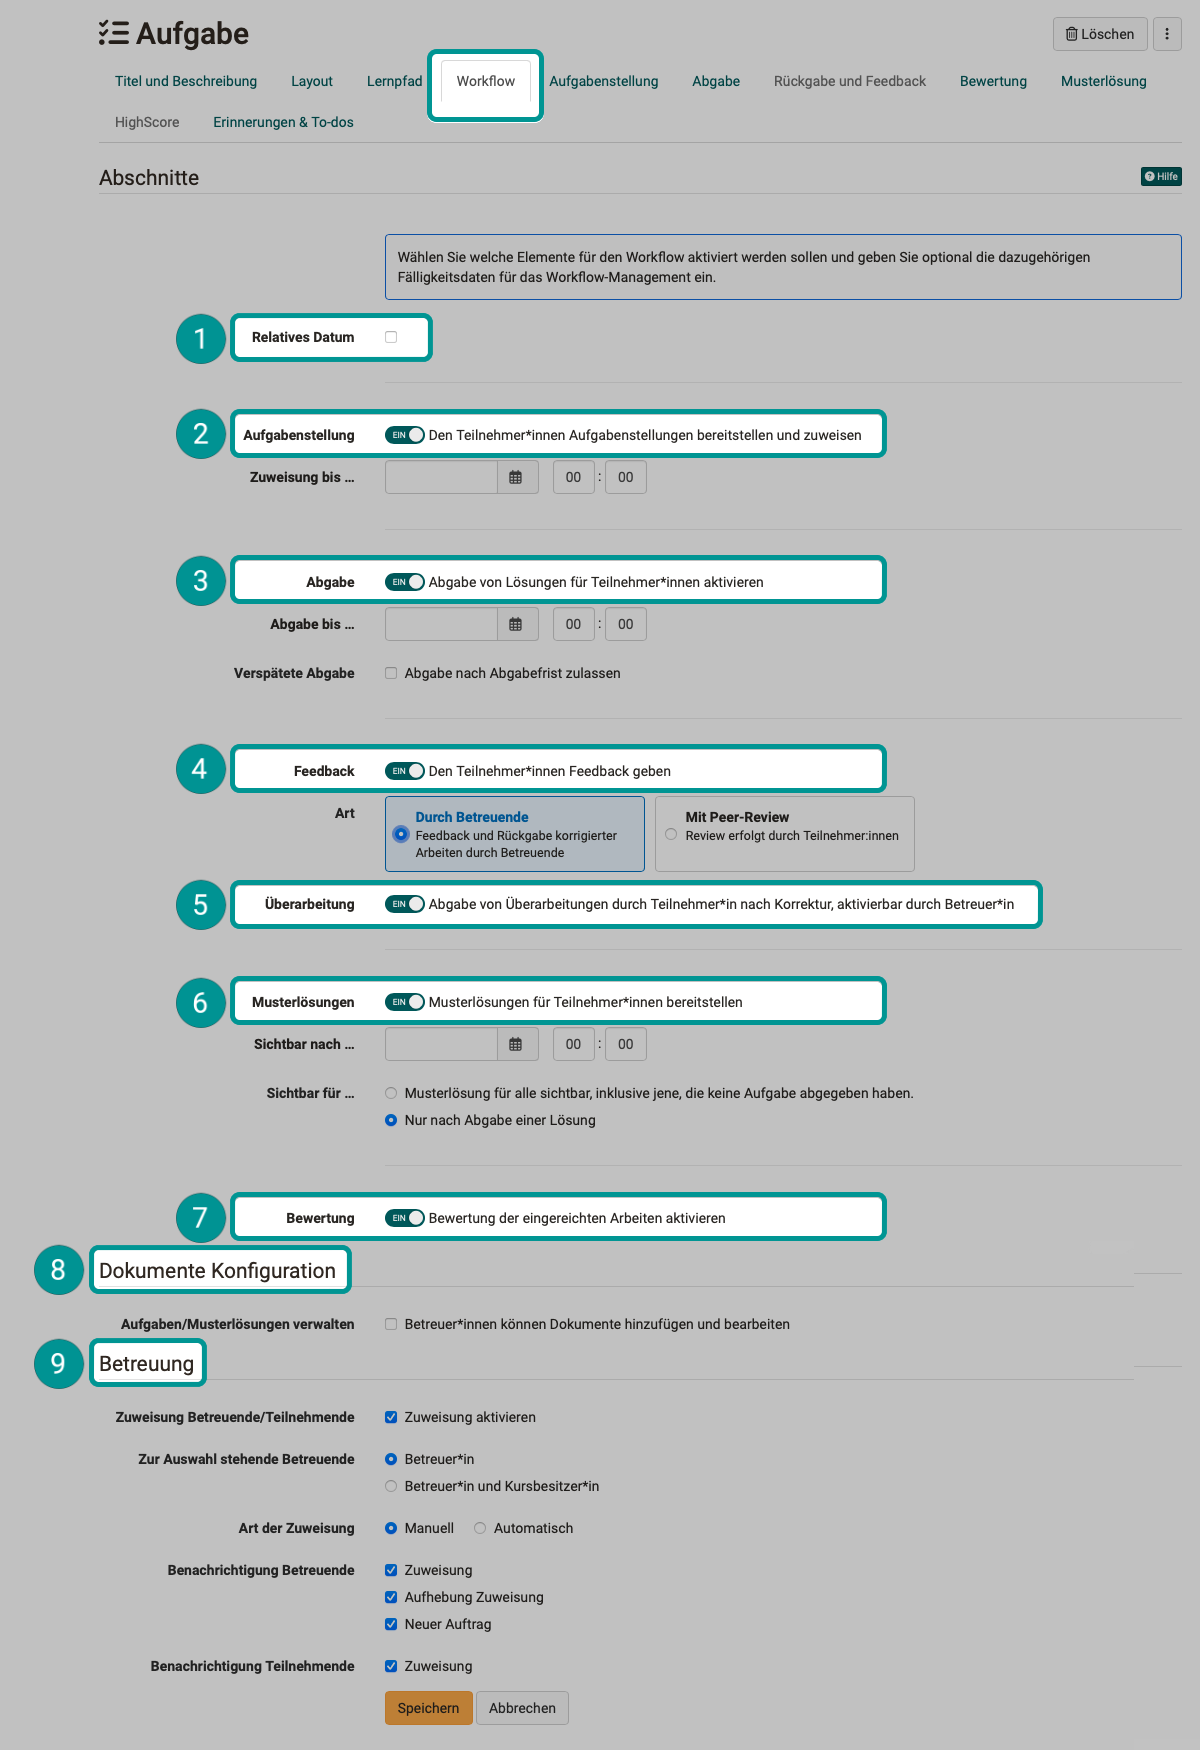 Aufgabe
Löschen
Titel und Beschreibung Layout Lernpfad Workflow Aufgabenstellung Abgabe Rückgabe und Feedback Bewertung Musterlösung
HighScore Erinnerungen & To-dos
Abschnitte
Hilfe
Wählen Sie welche Elemente für den Workflow aktiviert werden sollen und geben Sie optional die dazugehörigen
Fälligkeitsdaten für das Workflow-Management ein.
1 Relatives Datum
2 Aufgabenstellung EIN Den Teilnehmer*innen Aufgabenstellungen bereitstellen und zuweisen
Zuweisung bis ... 00 : 00
3 Abgabe EIN Abgabe von Lösungen für Teilnehmer*innen aktivieren
Abgabe bis ... 00 : 00
Verspätete Abgabe Abgabe nach Abgabefrist zulassen
4 Feedback EIN Den Teilnehmer*innen Feedback geben
Art
Durch Betreuende
Feedback und Rückgabe korrigierter
Arbeiten durch Betreuende
Mit Peer-Review
Review erfolgt durch Teilnehmer:innen
5 Überarbeitung EIN Abgabe von Überarbeitungen durch Teilnehmer*in nach Korrektur, aktivierbar durch Betreuer*in
6 Musterlösungen EIN Musterlösungen für Teilnehmer*innen bereitstellen
Sichtbar nach ... 00 : 00
Sichtbar für ... Musterlösung für alle sichtbar, inklusive jene, die keine Aufgabe abgegeben haben.
Nur nach Abgabe einer Lösung
7 Bewertung EIN Bewertung der eingereichten Arbeiten aktivieren
8 Dokumente Konfiguration
Aufgaben/Musterlösungen verwalten Betreuer*innen können Dokumente hinzufügen und bearbeiten
9 Betreuung
Zuweisung Betreuende/Teilnehmende Zuweisung aktivieren
Zur Auswahl stehende Betreuende Betreuer*in
Betreuer*in und Kursbesitzer*in
Art der Zuweisung Manuell Automatisch
Benachrichtigung Betreuende Zuweisung
Aufhebung Zuweisung
Neuer Auftrag
Benachrichtigung Teilnehmende Zuweisung
Speichern Abbrechen